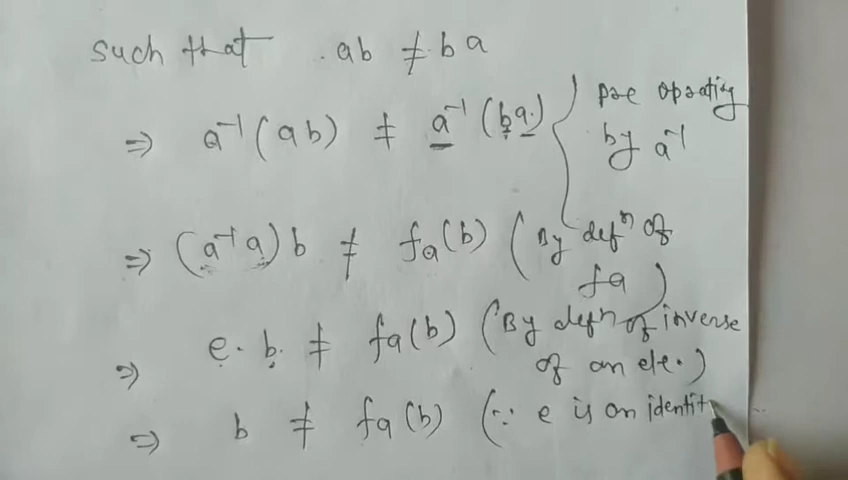 such that ab ≠ ba
⇒ a⁻¹(ab) ≠ a⁻¹(ba) } pre operating by a⁻¹
⇒ (a⁻¹a)b ≠ fa(b) (By defⁿ of fa)
⇒ e.b. ≠ fa(b) (By defⁿ of inverse of an ele.)
⇒ b ≠ fa(b) (∵ e is an identit